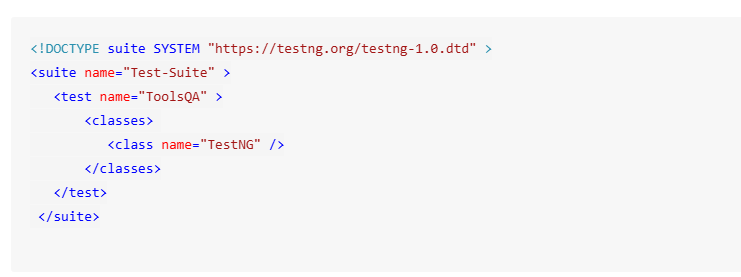 <!DOCTYPE suite SYSTEM "https://testng.org/testng-1.0.dtd" >
<suite name="Test-Suite" >
<test name="ToolsQA" >
<classes>
<class name="TestNG" />
</classes>
</test>
</suite>